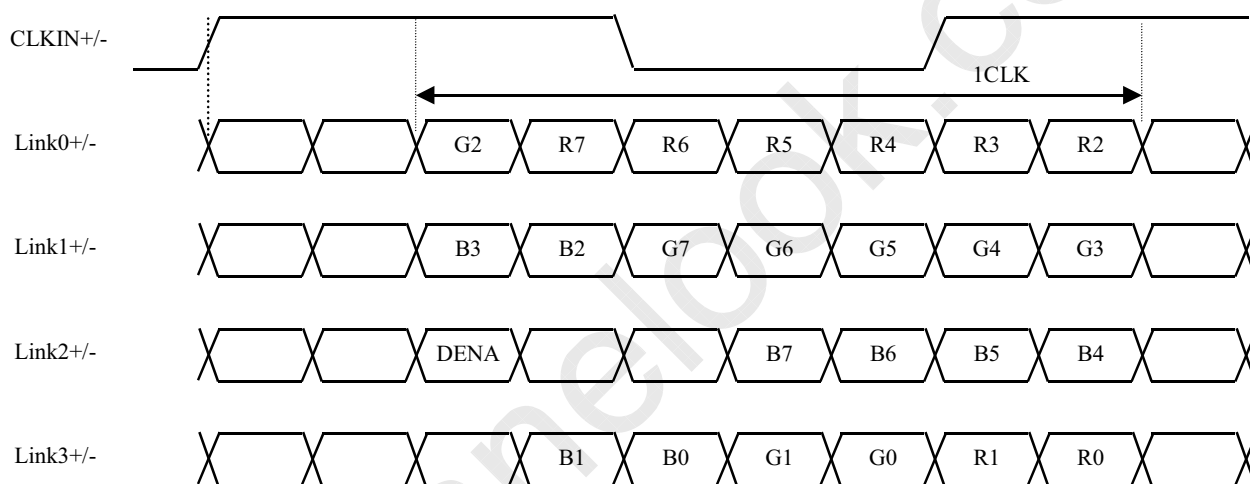 CLKIN+/-
1CLK
Link0+/- G2 R7 R6 R5 R4 R3 R2
Link1+/- B3 B2 G7 G6 G5 G4 G3
Link2+/- DENA B7 B6 B5 B4
Link3+/- B1 B0 G1 G0 R1 R0